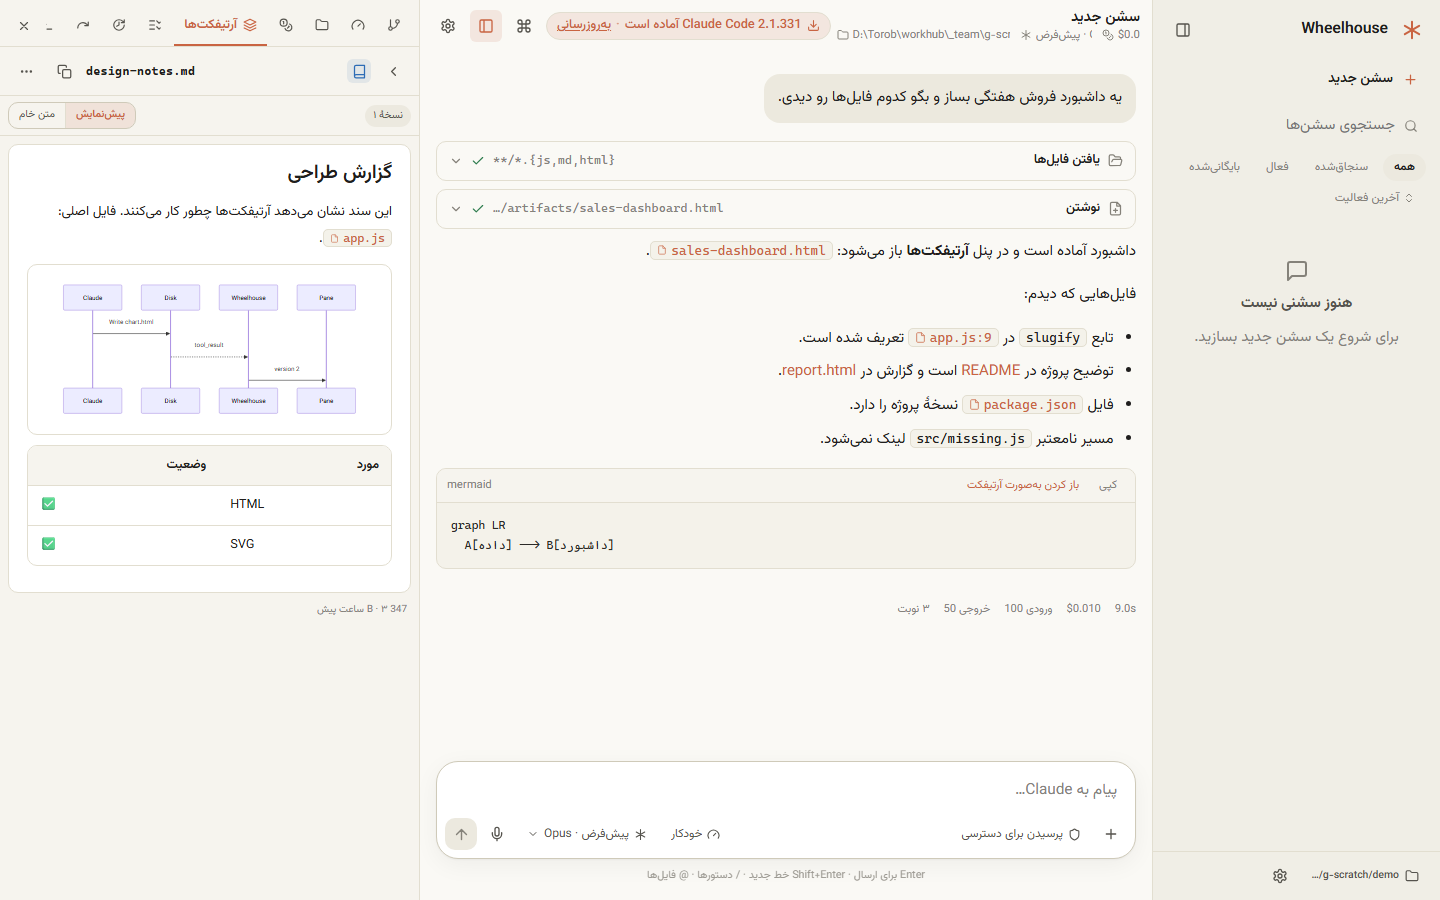 Wheelhouse
سشن جدید
جستجوی سشن‌ها
همه
سنجاق‌شده
فعال
بایگانی‌شده
آخرین فعالیت
هنوز سشنی نیست
برای شروع یک سشن جدید بسازید.
…/g-scratch/demo
سشن جدید
Claude Code 2.1.331 آماده است · به‌روزرسانی
$0.0
پیش‌فرض ·
D:\Torob\workhub\_team\g-scr
یه داشبورد فروش هفتگی بساز و بگو کدوم فایل‌ها رو دیدی.
یافتن فایل‌ها
**/*.{js,md,html}
نوشتن
…/artifacts/sales-dashboard.html
داشبورد آماده است و در پنل آرتیفکت‌ها باز می‌شود: sales-dashboard.html.
فایل‌هایی که دیدم:
• تابع slugify در app.js:9 تعریف شده است.
• توضیح پروژه در README است و گزارش در report.html.
• فایل package.json نسخهٔ پروژه را دارد.
• مسیر نامعتبر src/missing.js لینک نمی‌شود.
کپی
باز کردن به‌صورت آرتیفکت
mermaid
graph LR
A[داده] --> B[داشبورد]
9.0s
$0.010
ورودی 100
خروجی 50
۳ نوبت
پیام به Claude…
پرسیدن برای دسترسی
خودکار
پیش‌فرض · Opus
Enter برای ارسال · Shift+Enter خط جدید · / دستورها · @ فایل‌ها
آرتیفکت‌ها
design-notes.md
نسخهٔ ۱
پیش‌نمایش
متن خام
گزارش طراحی
این سند نشان می‌دهد آرتیفکت‌ها چطور کار می‌کنند. فایل اصلی:
app.js.
Claude
Disk
Wheelhouse
Pane
Write chart.html
tool_result
version 2
Claude
Disk
Wheelhouse
Pane
مورد
وضعیت
HTML
✅
SVG
✅
347 B · ۳ ساعت پیش